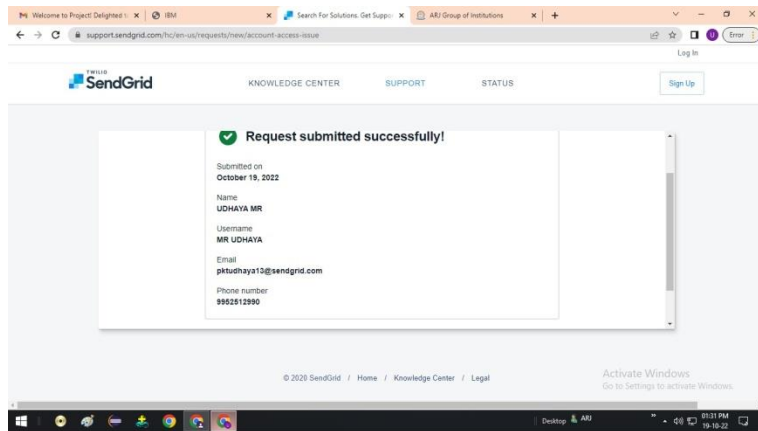 Welcome to Project! Delighted t
IBM
Search For Solutions. Get Suppor
ARJ Group of Institutions
support.sendgrid.com/hc/en-us/requests/new/account-access-issue
U
Error
Log In
TWILIO
SendGrid
KNOWLEDGE CENTER
SUPPORT
STATUS
Sign Up
Request submitted successfully!
Submitted on
October 19, 2022
Name
UDHAYA MR
Username
MR UDHAYA
Email
pktudhaya13@sendgrid.com
Phone number
9952512990
© 2020 SendGrid / Home / Knowledge Center / Legal
Activate Windows
Go to Settings to activate Windows.
Desktop
ARJ
01:31 PM
19-10-22